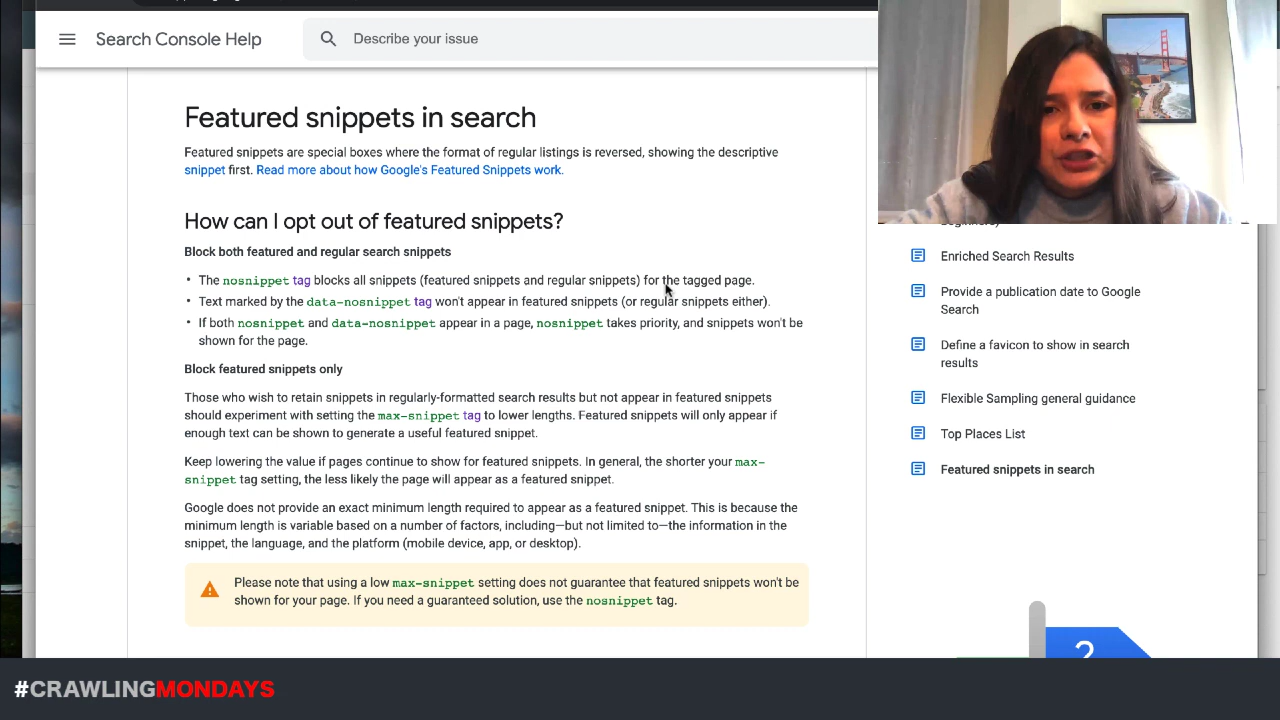 Search Console Help
Describe your issue
Featured snippets in search
Featured snippets are special boxes where the format of regular listings is reversed, showing the descriptive
snippet first. Read more about how Google's Featured Snippets work.
How can I opt out of featured snippets?
Block both featured and regular search snippets
• The nosnippet tag blocks all snippets (featured snippets and regular snippets) for the tagged page.
• Text marked by the data-nosnippet tag won't appear in featured snippets (or regular snippets either).
• If both nosnippet and data-nosnippet appear in a page, nosnippet takes priority, and snippets won't be
shown for the page.
Block featured snippets only
Those who wish to retain snippets in regularly-formatted search results but not appear in featured snippets
should experiment with setting the max-snippet tag to lower lengths. Featured snippets will only appear if
enough text can be shown to generate a useful featured snippet.
Keep lowering the value if pages continue to show for featured snippets. In general, the shorter your max-
snippet tag setting, the less likely the page will appear as a featured snippet.
Google does not provide an exact minimum length required to appear as a featured snippet. This is because the
minimum length is variable based on a number of factors, including—but not limited to—the information in the
snippet, the language, and the platform (mobile device, app, or desktop).
Please note that using a low max-snippet setting does not guarantee that featured snippets won't be
shown for your page. If you need a guaranteed solution, use the nosnippet tag.
Enriched Search Results
Provide a publication date to Google
Search
Define a favicon to show in search
results
Flexible Sampling general guidance
Top Places List
Featured snippets in search
2
#CRAWLINGMONDAYS